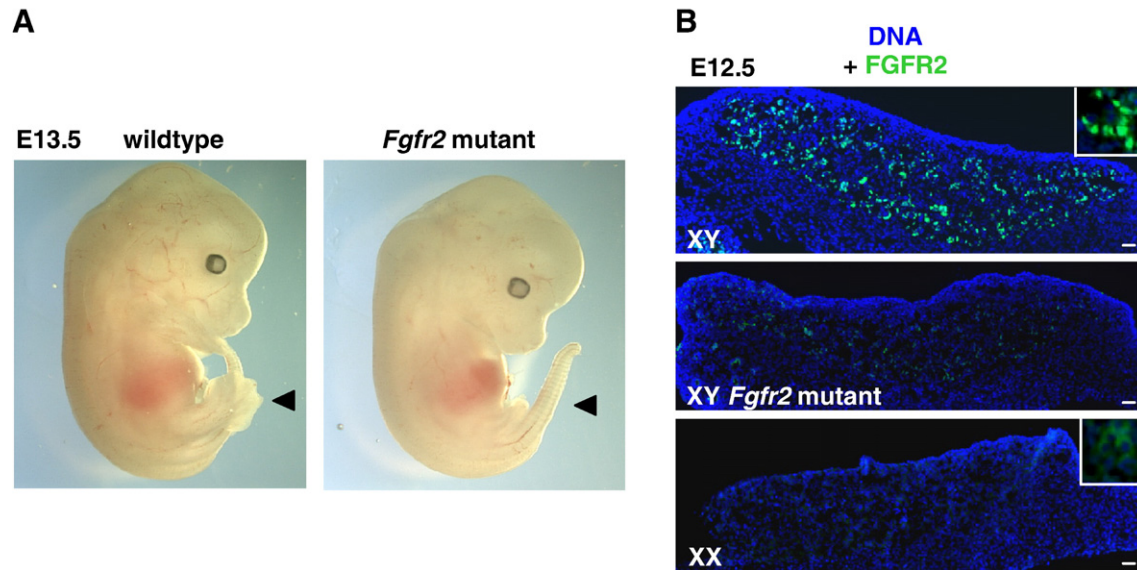 A
E13.5 wildtype
Fgfr2 mutant
B
DNA
E12.5 + FGFR2
XY
XY Fgfr2 mutant
XX